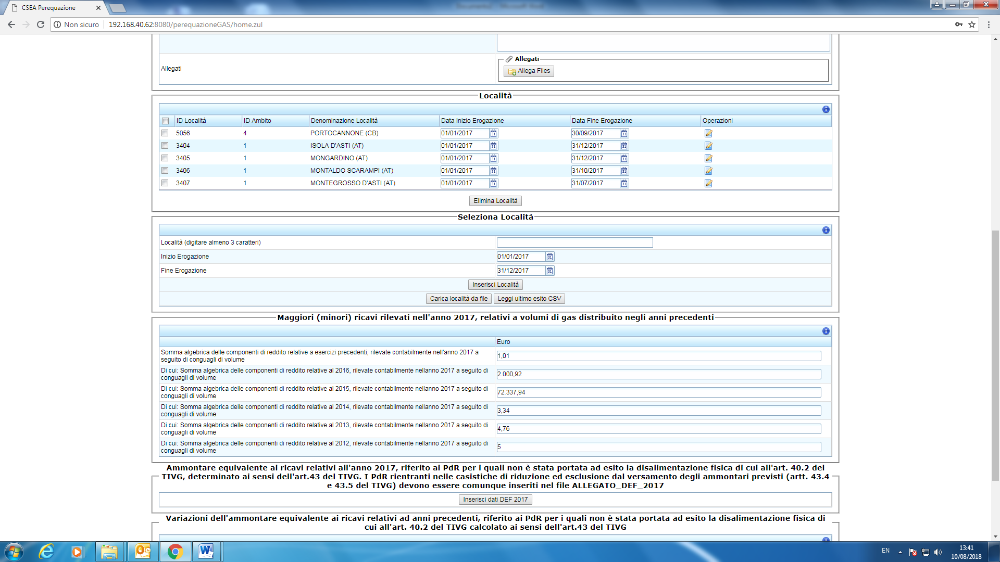 CSEA Perequazione
Non sicuro 192.168.40.62:8080/perequazioneGAS/home.zul
Allegati
Allegati
Allega Files
Località
ID Località ID Ambito Denominazione Località Data Inizio Erogazione Data Fine Erogazione Operazioni
5056 4 PORTOCANNONE (CB) 01/01/2017 30/09/2017
3404 1 ISOLA D'ASTI (AT) 01/01/2017 31/12/2017
3405 1 MONGARDINO (AT) 01/01/2017 31/12/2017
3406 1 MONTALDO SCARAMPI (AT) 01/01/2017 31/10/2017
3407 1 MONTEGROSSO D'ASTI (AT) 01/01/2017 31/07/2017
Elimina Località
Seleziona Località
Località (digitare almeno 3 caratteri)
Inizio Erogazione 01/01/2017
Fine Erogazione 31/12/2017
Inserisci Località
Carica località da file Leggi ultimo esito CSV
Maggiori (minori) ricavi rilevati nell'anno 2017, relativi a volumi di gas distribuito negli anni precedenti
Euro
Somma algebrica delle componenti di reddito relative a esercizi precedenti, rilevate contabilmente nell'anno 2017 a
seguito di conguagli di volume
1,01
Di cui: Somma algebrica delle componenti di reddito relative al 2016, rilevate contabilmente nellanno 2017 a seguito di
conguagli di volume
2.000,92
Di cui: Somma algebrica delle componenti di reddito relative al 2015, rilevate contabilmente nellanno 2017 a seguito di
conguagli di volume
72.337,94
Di cui: Somma algebrica delle componenti di reddito relative al 2014, rilevate contabilmente nellanno 2017 a seguito di
conguagli di volume
3,34
Di cui: Somma algebrica delle componenti di reddito relative al 2013, rilevate contabilmente nellanno 2017 a seguito di
conguagli di volume
4,76
Di cui: Somma algebrica delle componenti di reddito relative al 2012, rilevate contabilmente nellanno 2017 a seguito di
conguagli di volume
5
Ammontare equivalente ai ricavi relativi all'anno 2017, riferito ai PdR per i quali non è stata portata ad esito la disalimentazione fisica di cui all'art. 40.2 del
TIVG, determinato ai sensi dell'art.43 del TIVG. I PdR rientranti nelle casistiche di riduzione ed esclusione dal versamento degli ammontari previsti (artt. 43.4
e 43.5 del TIVG) devono essere comunque inseriti nel file ALLEGATO_DEF_2017
Inserisci dati DEF 2017
Variazioni dell'ammontare equivalente ai ricavi relativi ad anni precedenti, riferito ai PdR per i quali non è stata portata ad esito la disalimentazione fisica di
cui all'art. 40.2 del TIVG calcolato ai sensi dell'art.43 del TIVG
EN
13:41
10/08/2018